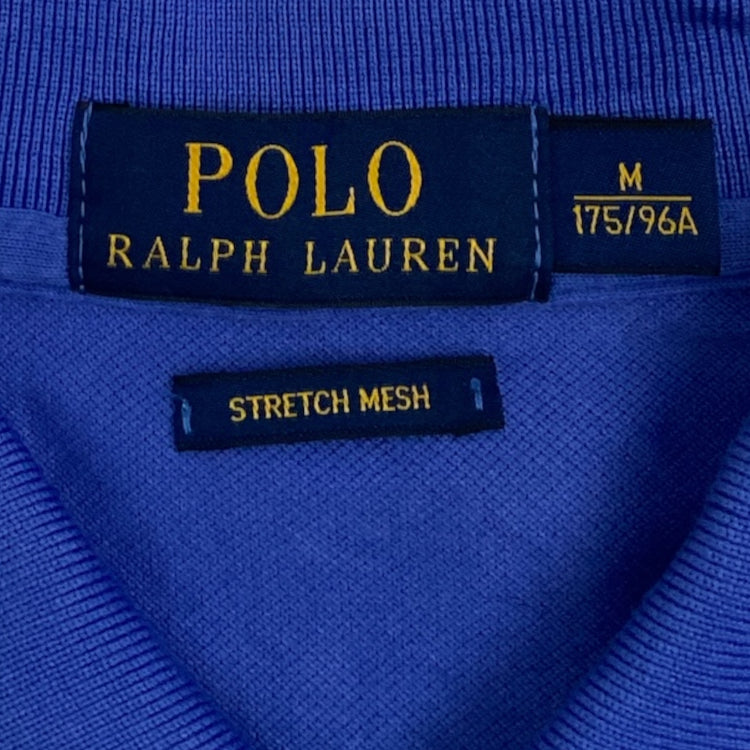 POLO
RALPH LAUREN
M
175/96A
STRETCH MESH